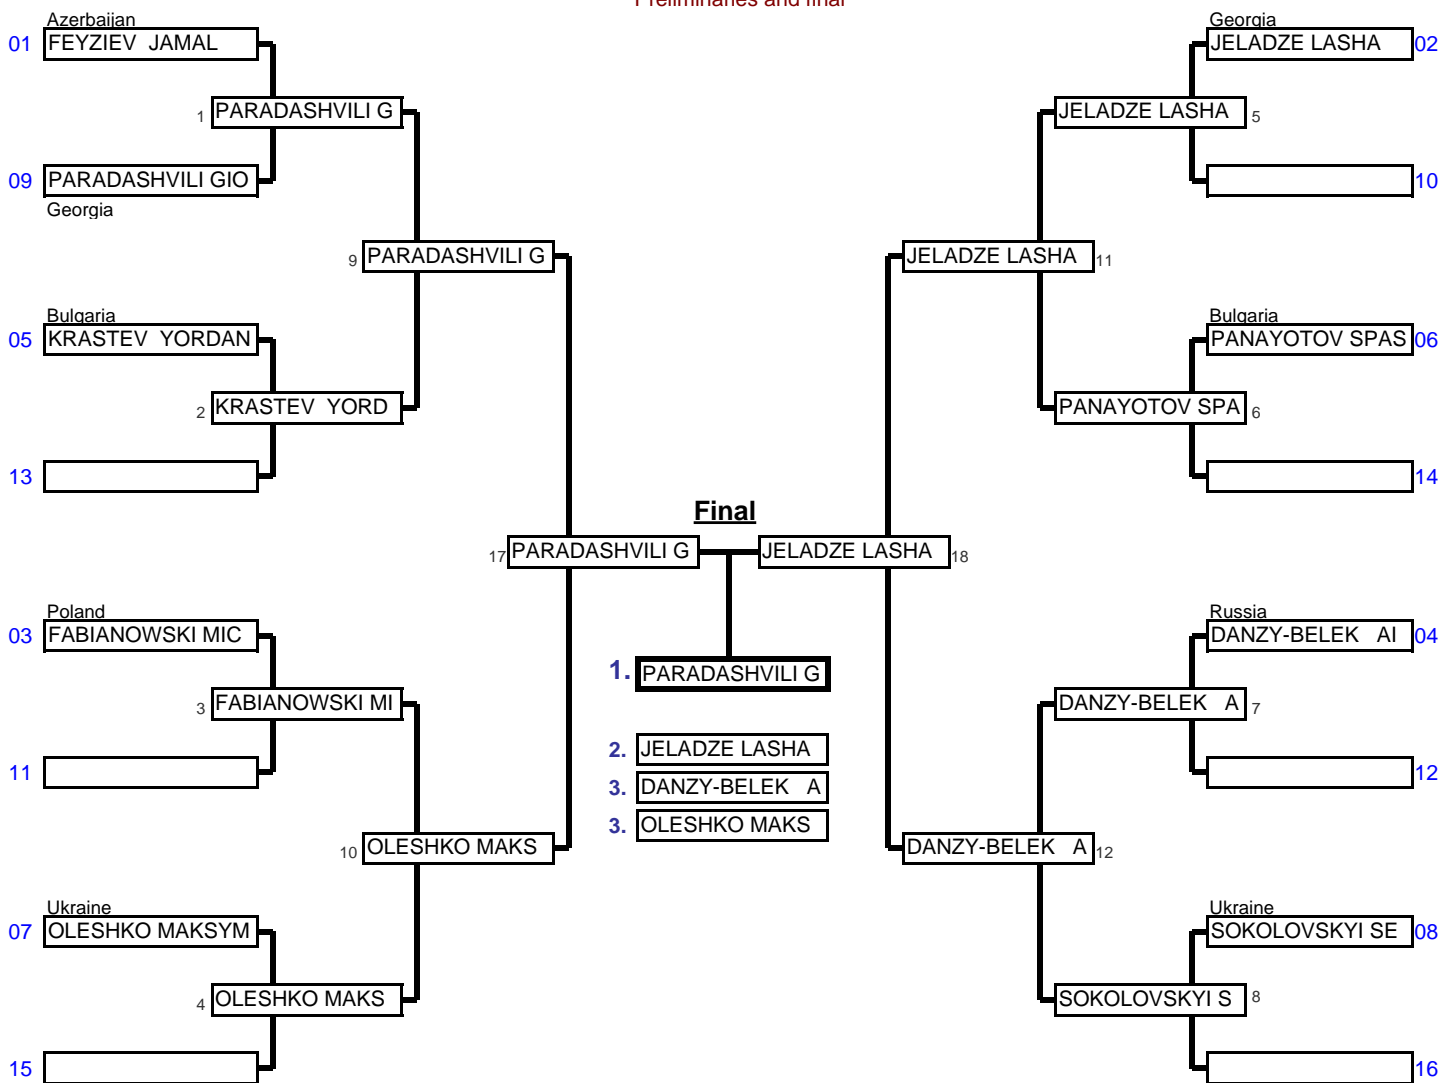 Preliminaries and final
Azerbaijan
01 FEYZIEV JAMAL
1 PARADASHVILI G
09 PARADASHVILI GIO
Georgia
9 PARADASHVILI G
Bulgaria
05 KRASTEV YORDAN
2 KRASTEV YORD
13
17 PARADASHVILI G
Poland
03 FABIANOWSKI MIC
3 FABIANOWSKI MI
11
10 OLESHKO MAKS
Ukraine
07 OLESHKO MAKSYM
4 OLESHKO MAKS
15
Final
1. PARADASHVILI G
2. JELADZE LASHA
3. DANZY-BELEK A
3. OLESHKO MAKS
Georgia
JELADZE LASHA 02
JELADZE LASHA 5
10
JELADZE LASHA 11
Bulgaria
PANAYOTOV SPAS 06
PANAYOTOV SPA 6
14
JELADZE LASHA 18
Russia
DANZY-BELEK AI 04
DANZY-BELEK A 7
12
DANZY-BELEK A 12
Ukraine
SOKOLOVSKYI SE 08
SOKOLOVSKYI S 8
16